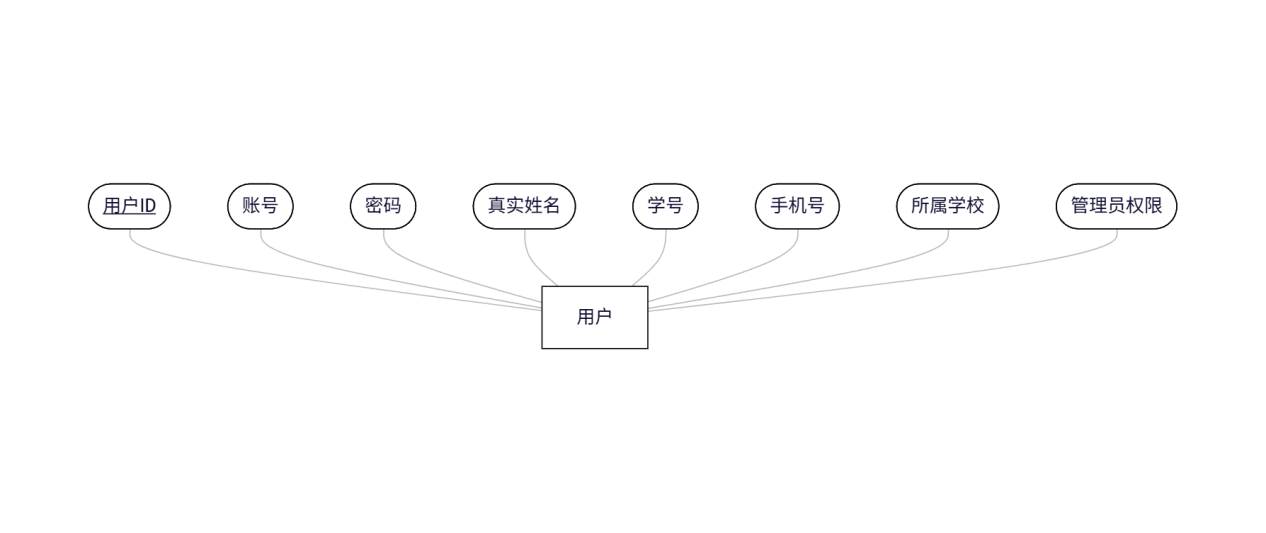 用户ID
账号
密码
真实姓名
学号
手机号
所属学校
管理员权限
用户